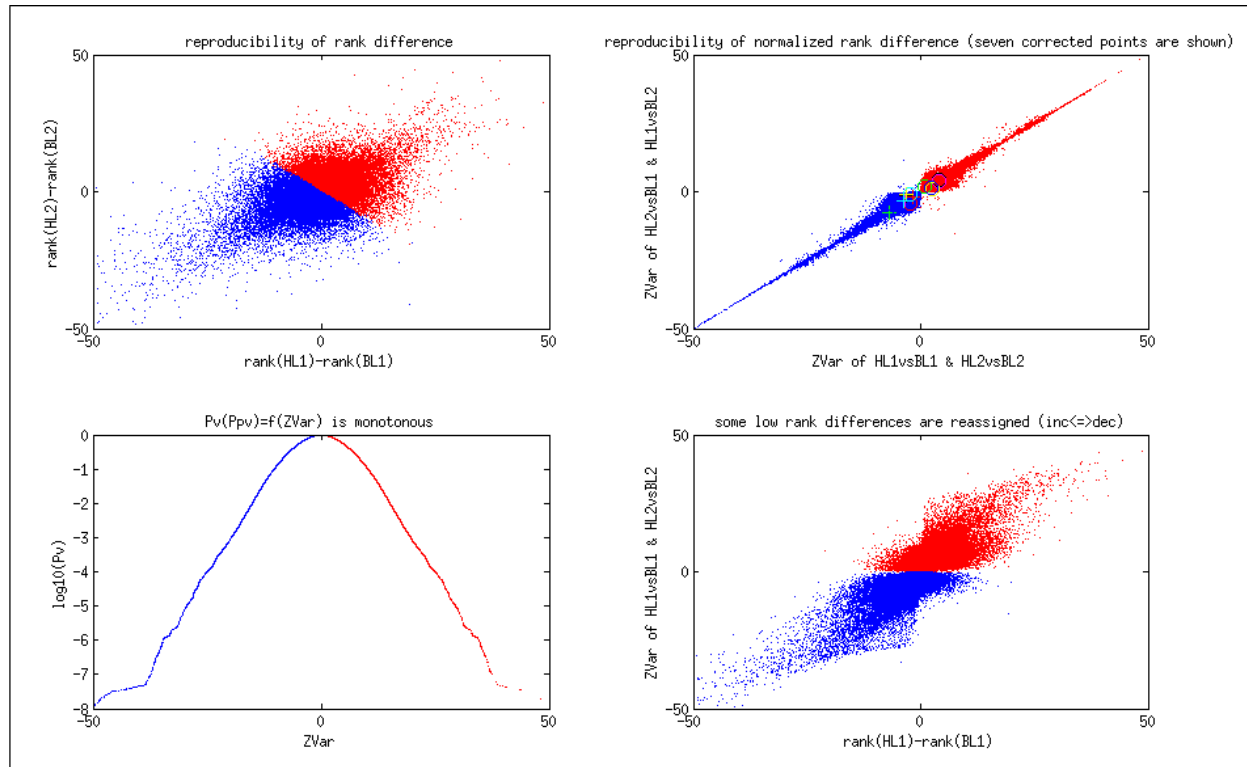 reproducibility of rank difference
50
0
-50
-50
0
50
rank(HL2)-rank(BL2)
rank(HL1)-rank(BL1)
reproducibility of normalized rank difference (seven corrected points are shown)
50
0
-50
-50
0
50
ZVar of HL2vsBL1 & HL1vsBL2
ZVar of HL1vsBL1 & HL2vsBL2
Pv(Ppv)=f(ZVar) is monotonous
0
-1
-2
-3
-4
-5
-6
-7
-8
-50
0
50
log10(Pv)
ZVar
some low rank differences are reassigned (inc<=>dec)
50
0
-50
-50
0
50
ZVar of HL1vsBL1 & HL2vsBL2
rank(HL1)-rank(BL1)